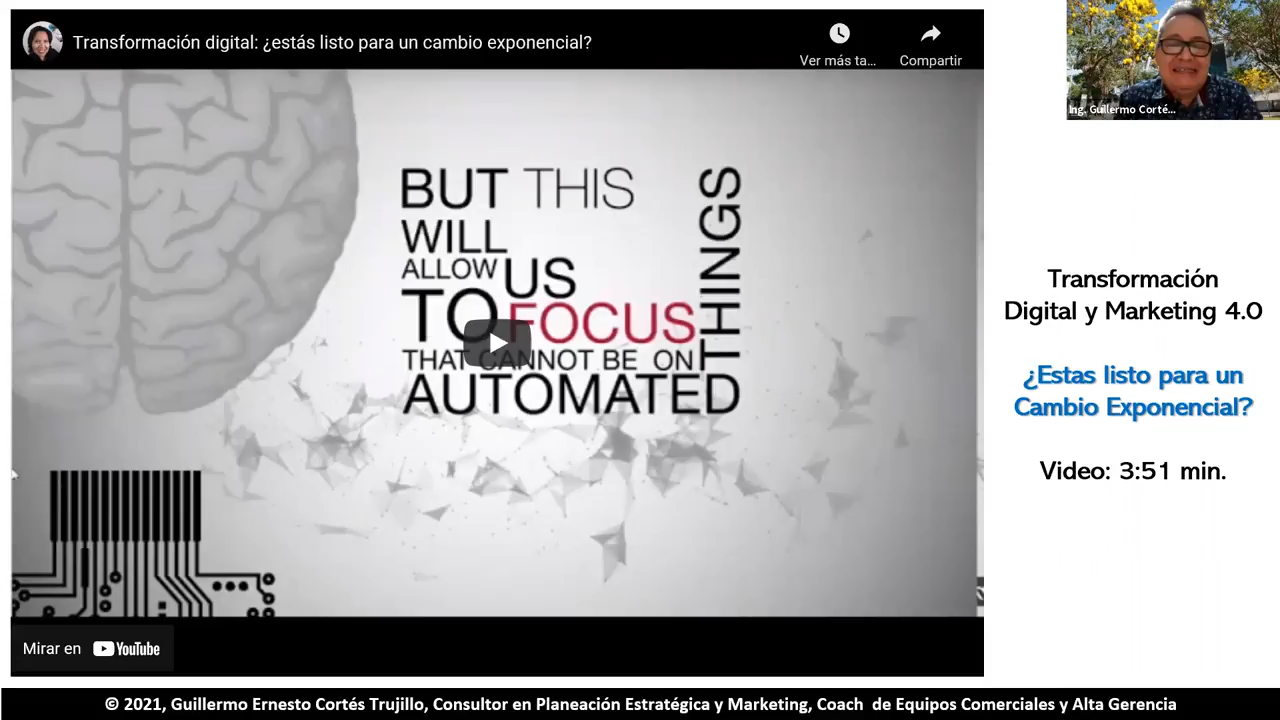 Transformación digital: ¿estás listo para un cambio exponencial?
Ver más ta...
Compartir
BUT THIS
WILL
ALLOW US
TO FOCUS
THAT CANNOT BE ON
AUTOMATED
THINGS
Mirar en YouTube
Ing. Guillermo Corté...
Transformación
Digital y Marketing 4.0
¿Estas listo para un
Cambio Exponencial?
Video: 3:51 min.
© 2021, Guillermo Ernesto Cortés Trujillo, Consultor en Planeación Estratégica y Marketing, Coach de Equipos Comerciales y Alta Gerencia